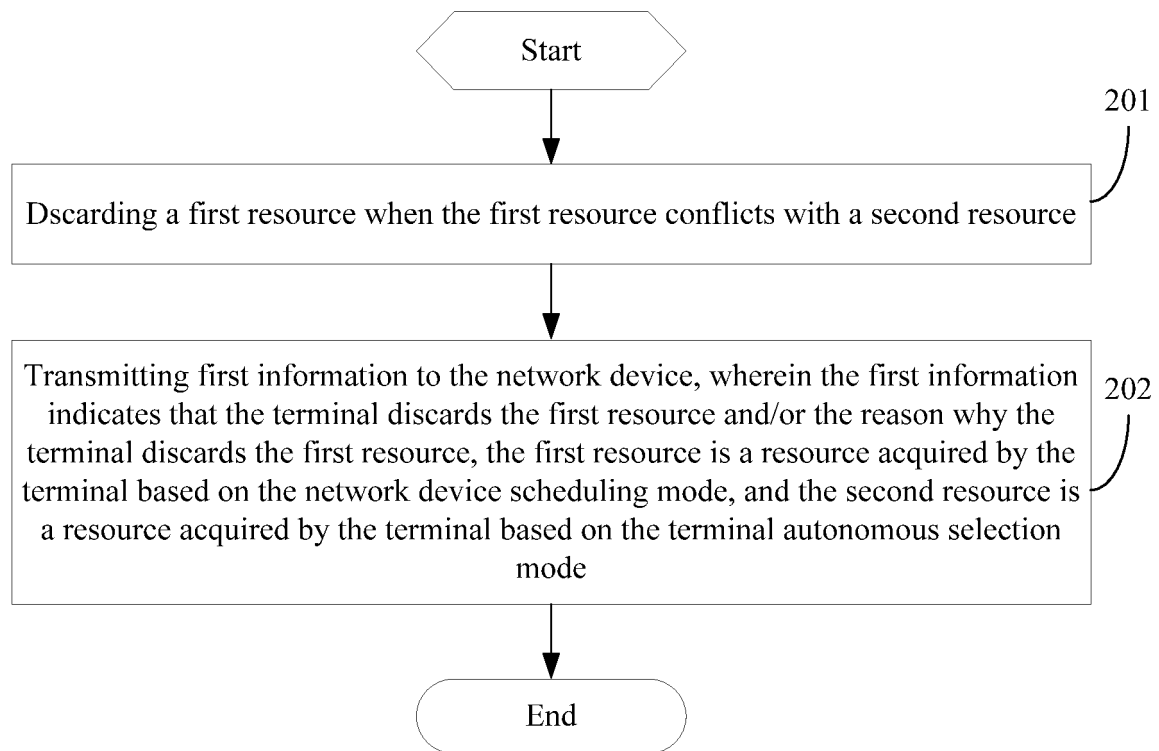 Start
201
Dscarding a first resource when the first resource conflicts with a second resource
Transmitting first information to the network device, wherein the first information
indicates that the terminal discards the first resource and/or the reason why the
terminal discards the first resource, the first resource is a resource acquired by the
terminal based on the network device scheduling mode, and the second resource is
a resource acquired by the terminal based on the terminal autonomous selection
mode
202
End